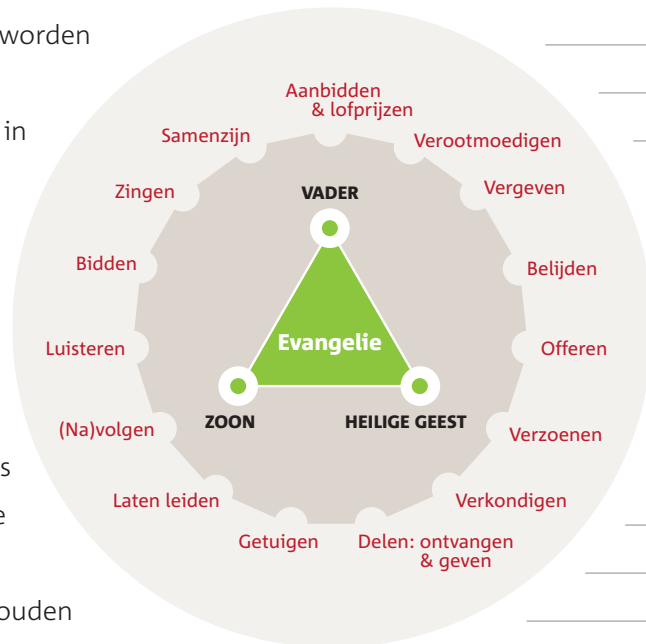 worden
in
s
e
ouden
Aanbidden
& lofprijzen
Verootmoedigen
Vergeven
Belijden
Offeren
Verzoenen
Verkondigen
Delen: ontvangen
& geven
Getuigen
Laten leiden
(Na)volgen
Luisteren
Bidden
Zingen
Samenzijn
VADER
Evangelie
ZOON
HEILIGE GEEST